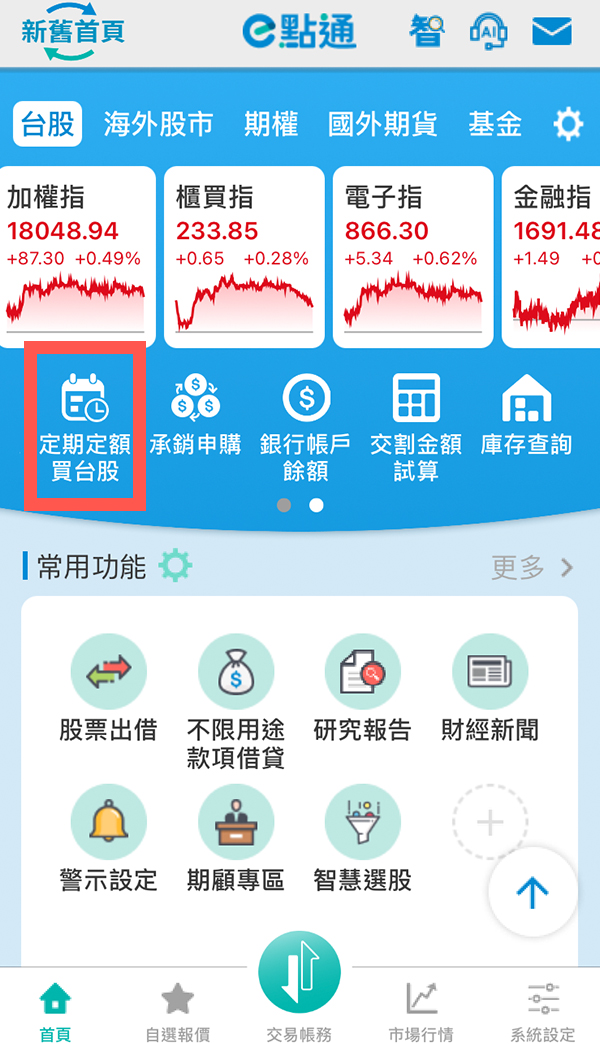 新舊首頁
e點通
智
AI
台股 海外股市 期權 國外期貨 基金
加權指 櫃買指 電子指 金融指
18048.94 233.85 866.30 1691.48
+87.30 +0.49% +0.65 +0.28% +5.34 +0.62% +1.49 +0
定期定額 承銷申購 銀行帳戶 交割金額 庫存查詢
買台股 餘額 試算
常用功能 更多
股票出借 不限用途 研究報告 財經新聞
款項借貸
警示設定 期顧專區 智慧選股
首頁 自選報價 交易帳務 市場行情 系統設定